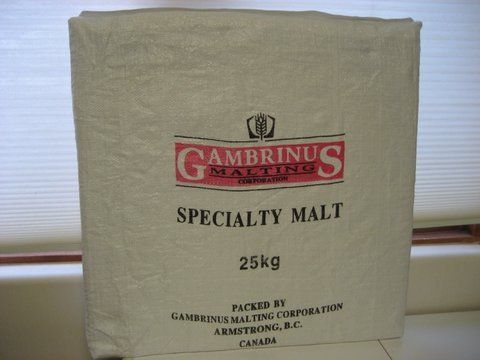 GAMBRINUS
MALTING
CORPORATION
SPECIALTY MALT
25kg
PACKED BY
GAMBRINUS MALTING CORPORATION
ARMSTRONG, B.C.
CANADA